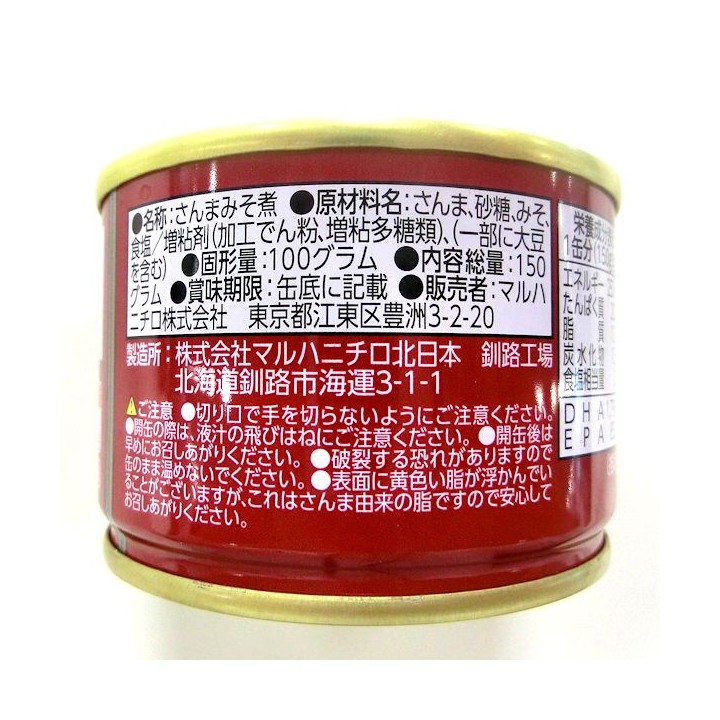 ●名称:さんまみそ煮 ●原材料名:さんま、砂糖、みそ、
食塩/増粘剤(加工でん粉、増粘多糖類)、(一部に大豆
を含む) ●固形量:100グラム ●内容総量:150
グラム ●賞味期限:缶底に記載 ●販売者:マルハ
ニチロ株式会社 東京都江東区豊洲3-2-20
製造所:株式会社マルハニチロ北日本 釧路工場
北海道釧路市海運3-1-1
⚠ご注意 ●切り口で手を切らないようにご注意ください。
●開缶の際は、液汁の飛びはねにご注意ください。 ●開缶後は
早めにお召しあがりください。 ●破裂する恐れがありますので
缶のまま温めないでください。 ●表面に黄色い脂が浮かんでい
ることがございますが、これはさんま由来の脂ですので安心して
お召しあがりください。
栄養成分
1缶分(150
エネルギー
たんぱく質
脂 質
炭水化物
食塩相当量
DHA
EPA